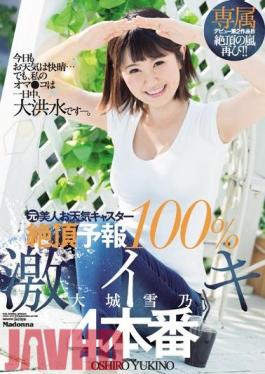 専属
デビュー第2作品目
絶頂の嵐
再び!!
今日も
お天気は快晴…
でも、私の
オマ●コは
一日中、
大洪水です―。
元美人お天気キャスター
絶頂予報100%
激イキ
大城雪乃
4本番
OSHIRO YUKINO
Madonna